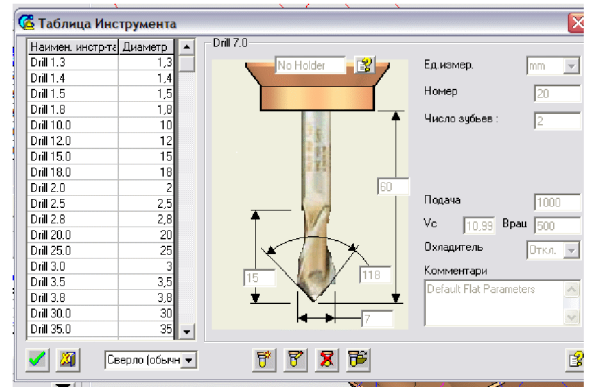 Таблица Инструмента
Наимен. инстр-та Диаметр
Drill 1.3 1,3
Drill 1.4 1,4
Drill 1.5 1,5
Drill 1.8 1,8
Drill 10.0 10
Drill 12.0 12
Drill 15.0 15
Drill 18.0 18
Drill 2.0 2
Drill 2.5 2,5
Drill 2.8 2,8
Drill 20.0 20
Drill 25.0 25
Drill 3.0 3
Drill 3.5 3,5
Drill 3.8 3,8
Drill 30.0 30
Drill 35.0 35
Сверло (обычн
Drill 7.0
No Holder
60
15
118
7
Ед.измер. mm
Номер 20
Число зубьев : 2
Подача 1000
Vc 10,99 Вращ 500
Охладитель Откл.
Комментари
Default Flat Parameters